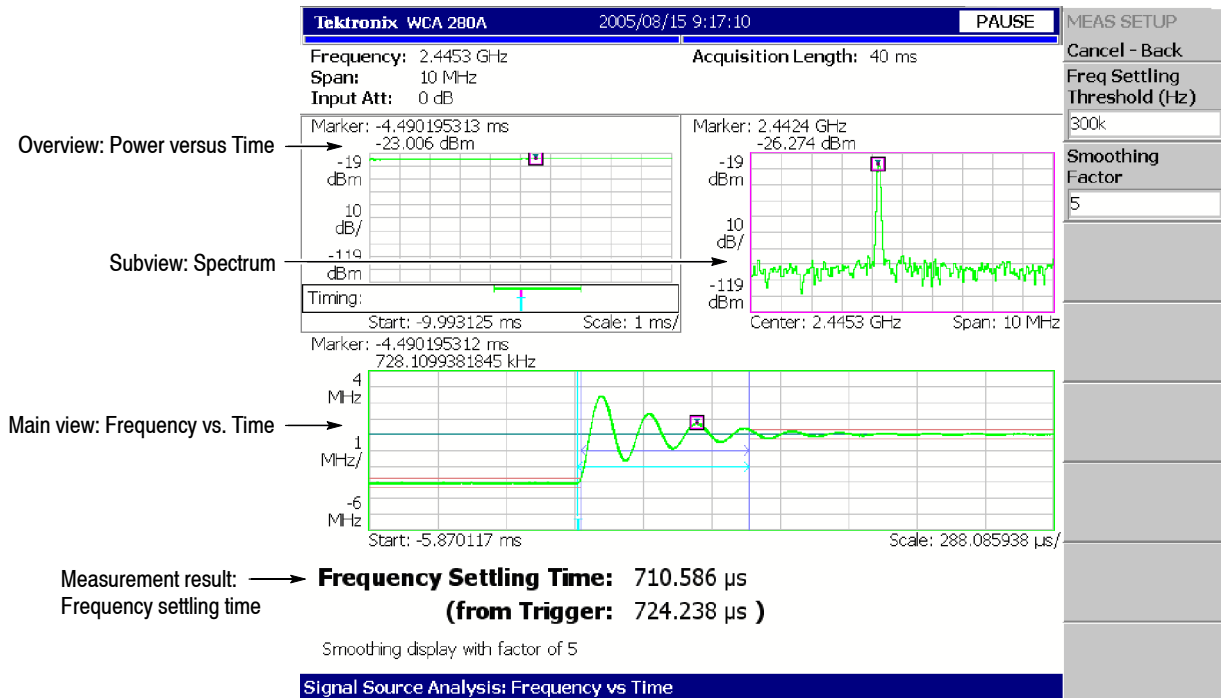 Tektronix WCA 280A 2005/08/15 9:17:10 PAUSE
MEAS SETUP
Cancel - Back
Frequency: 2.4453 GHz
Acquisition Length: 40 ms
Span: 10 MHz
Input Att: 0 dB
Freq Settling
Threshold (Hz)
300k
Smoothing
Factor
5
Overview: Power versus Time
Marker: -4.490195313 ms
-23.006 dBm
-19
dBm
10
dB/
-119
dBm
Timing:
Start: -9.993125 ms Scale: 1 ms/
Subview: Spectrum
Marker: 2.4424 GHz
-26.274 dBm
-19
dBm
10
dB/
-119
dBm
Center: 2.4453 GHz Span: 10 MHz
Main view: Frequency vs. Time
Marker: -4.490195312 ms
728.1099381845 kHz
4
MHz
1
MHz/
-6
MHz
Start: -5.870117 ms Scale: 288.085938 µs/
Measurement result:
Frequency settling time
Frequency Settling Time: 710.586 µs
(from Trigger: 724.238 µs )
Smoothing display with factor of 5
Signal Source Analysis: Frequency vs Time